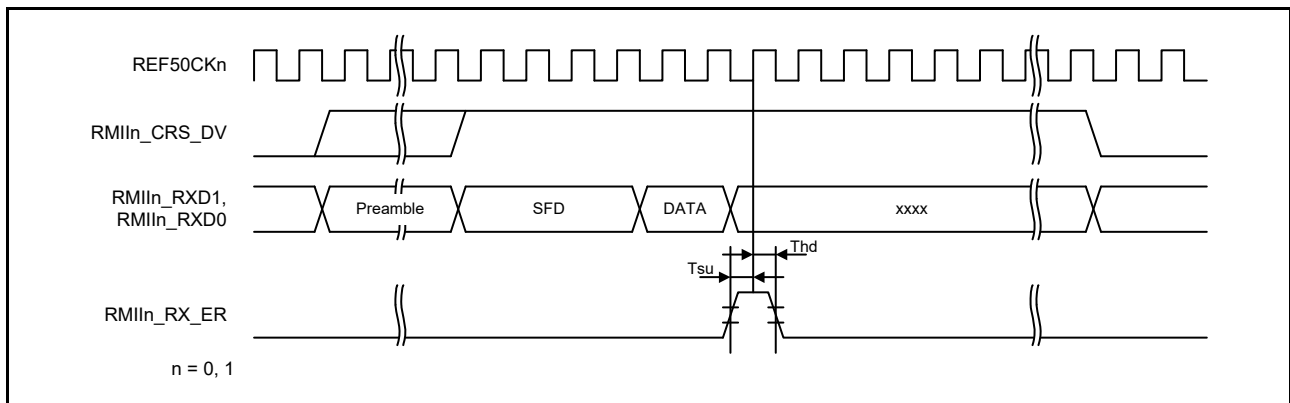 REF50CKn
RMIIn_CRS_DV
RMIIn_RXD1,
RMIIn_RXD0
Preamble
SFD
DATA
xxxx
Thd
Tsu
RMIIn_RX_ER
n = 0, 1